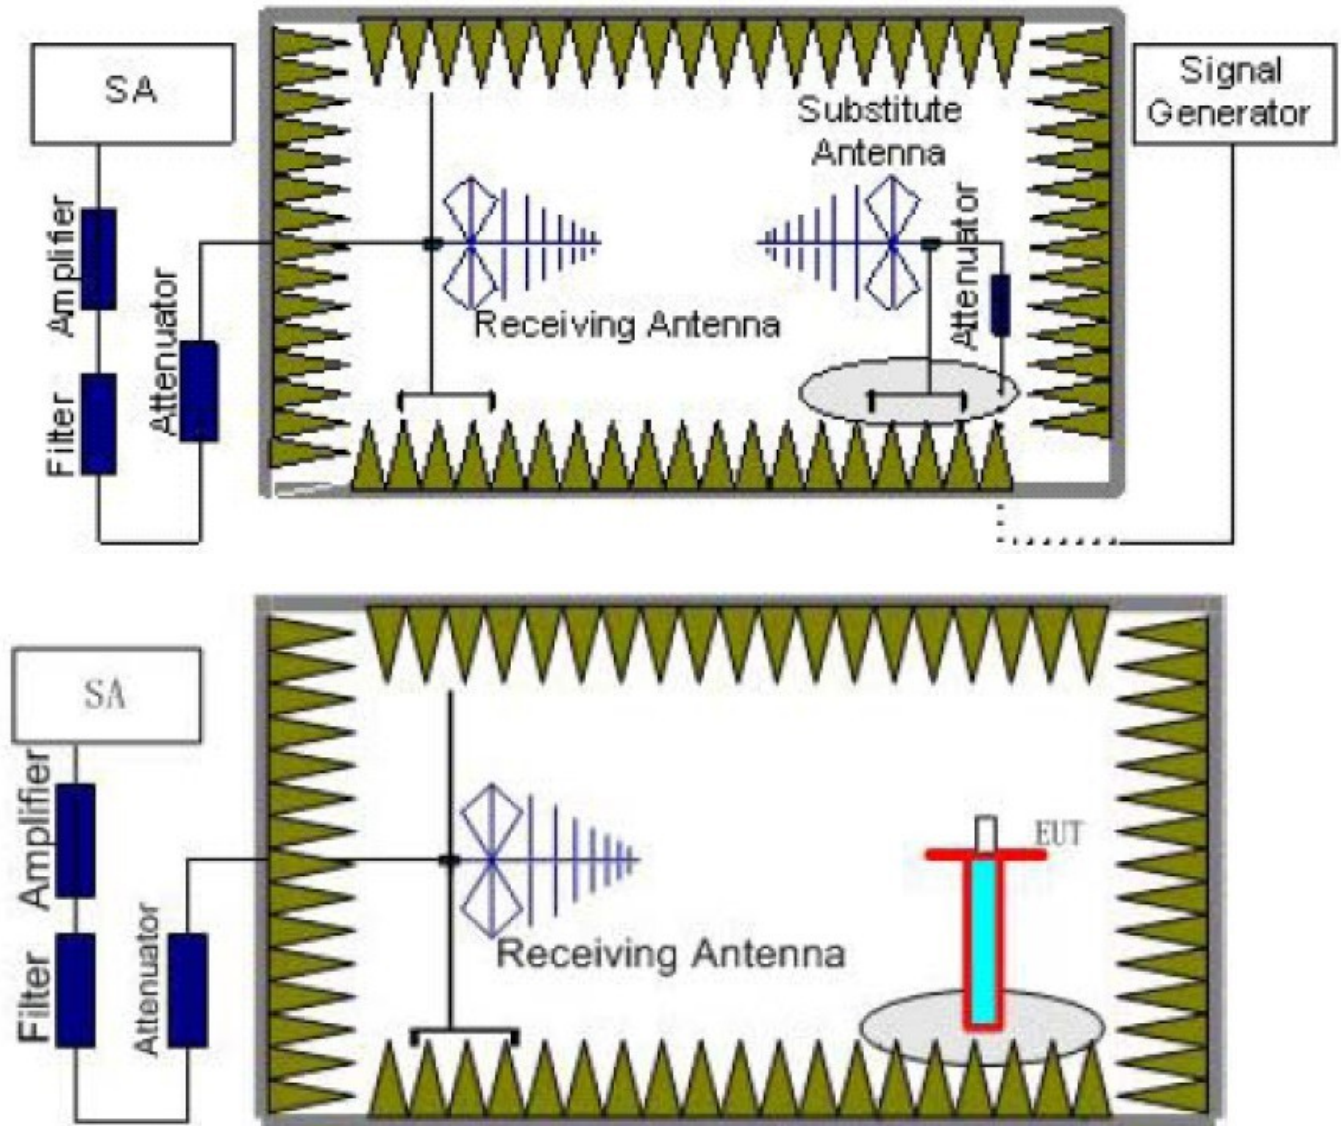 SA
Signal
Generator
Substitute
Antenna
Amplifier
Attenuator
Attenuator
Receiving Antenna
Filter
SA
Amplifier
EUT
Attenuator
Filter
Receiving Antenna